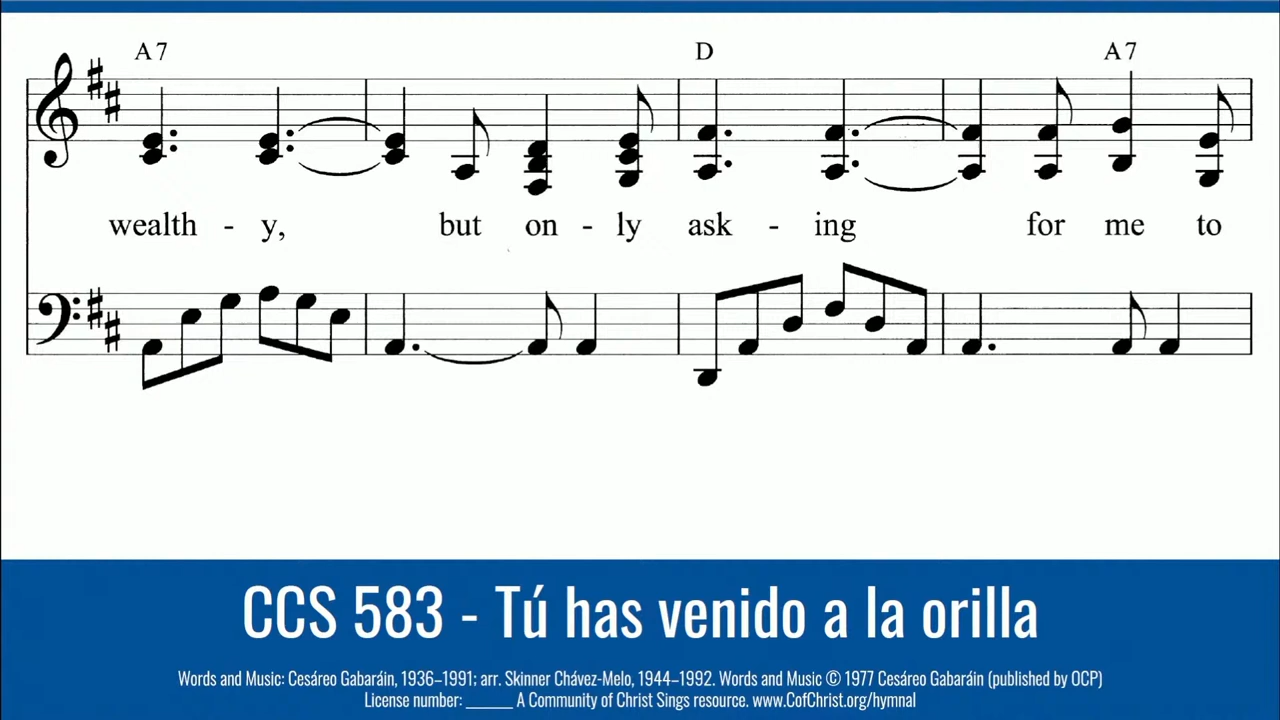 A7 D A7
wealth - y, but on - ly ask - ing for me to
CCS 583 - Tú has venido a la orilla
Words and Music: Cesáreo Gabaráin, 1936–1991; arr. Skinner Chávez-Melo, 1944–1992. Words and Music © 1977 Cesáreo Gabaráin (published by OCP)
License number: ______ A Community of Christ Sings resource. www.CofChrist.org/hymnal